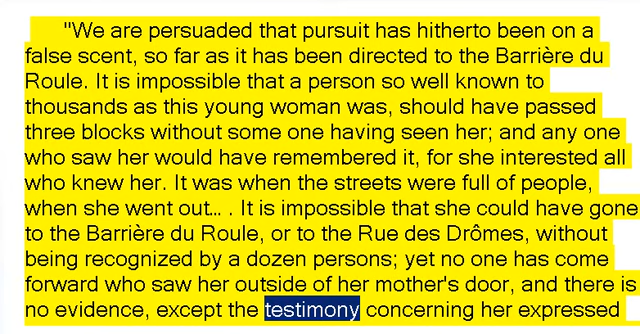 "We are persuaded that pursuit has hitherto been on a
false scent, so far as it has been directed to the Barrière du
Roule. It is impossible that a person so well known to
thousands as this young woman was, should have passed
three blocks without some one having seen her; and any one
who saw her would have remembered it, for she interested all
who knew her. It was when the streets were full of people,
when she went out... . It is impossible that she could have gone
to the Barrière du Roule, or to the Rue des Drômes, without
being recognized by a dozen persons; yet no one has come
forward who saw her outside of her mother's door, and there is
no evidence, except the testimony concerning her expressed